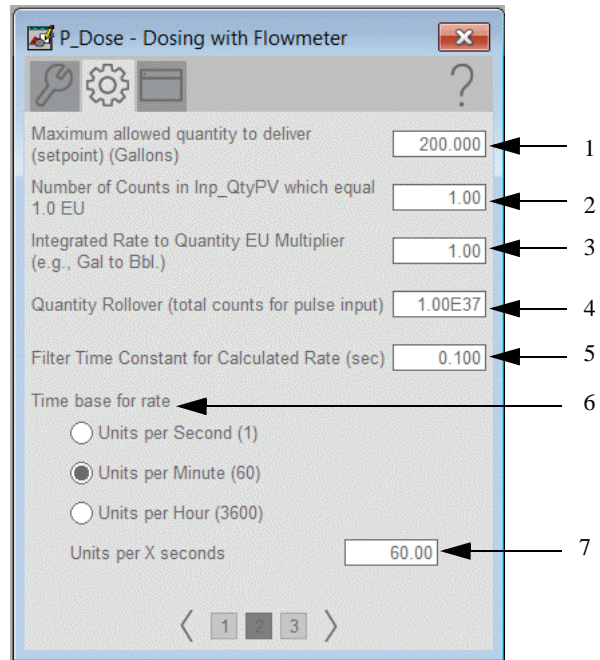 P_Dose - Dosing with Flowmeter
?
Maximum allowed quantity to deliver
(setpoint) (Gallons)
200.000
1
Number of Counts in Inp_QtyPV which equal
1.0 EU
1.00
2
Integrated Rate to Quantity EU Multiplier
(e.g., Gal to Bbl.)
1.00
3
Quantity Rollover (total counts for pulse input)
1.00E37
4
Filter Time Constant for Calculated Rate (sec)
0.100
5
Time base for rate
6
Units per Second (1)
Units per Minute (60)
Units per Hour (3600)
Units per X seconds
60.00
7
1 2 3